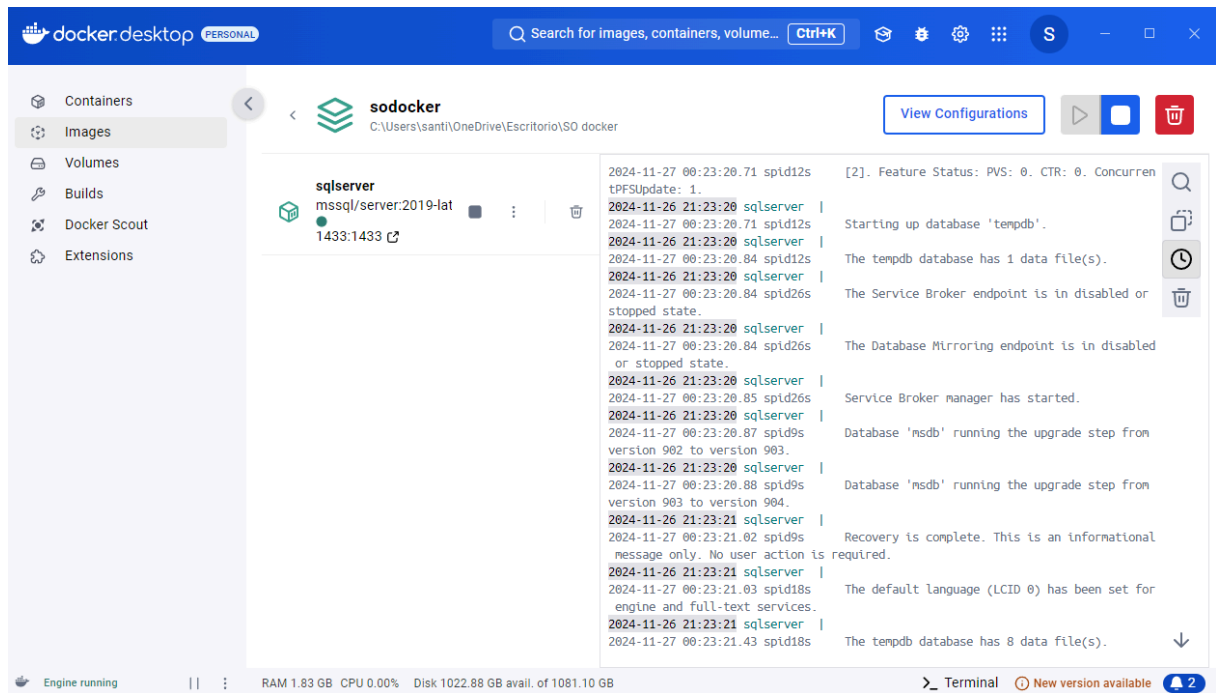 docker.desktop PERSONAL
Search for images, containers, volume... Ctrl+K
S
Containers
Images
Volumes
Builds
Docker Scout
Extensions
sodocker
C:\Users\santi\OneDrive\Escritorio\SO docker
View Configurations
sqlserver
mssql/server:2019-lat
1433:1433
2024-11-27 00:23:20.71 spid12s [2]. Feature Status: PVS: 0. CTR: 0. Concurren
tPFSUpdate: 1.
2024-11-26 21:23:20 sqlserver |
2024-11-27 00:23:20.71 spid12s Starting up database 'tempdb'.
2024-11-26 21:23:20 sqlserver |
2024-11-27 00:23:20.84 spid12s The tempdb database has 1 data file(s).
2024-11-26 21:23:20 sqlserver |
2024-11-27 00:23:20.84 spid26s The Service Broker endpoint is in disabled or
stopped state.
2024-11-26 21:23:20 sqlserver |
2024-11-27 00:23:20.84 spid26s The Database Mirroring endpoint is in disabled
or stopped state.
2024-11-26 21:23:20 sqlserver |
2024-11-27 00:23:20.85 spid26s Service Broker manager has started.
2024-11-26 21:23:20 sqlserver |
2024-11-27 00:23:20.87 spid9s Database 'msdb' running the upgrade step from
version 902 to version 903.
2024-11-26 21:23:20 sqlserver |
2024-11-27 00:23:20.88 spid9s Database 'msdb' running the upgrade step from
version 903 to version 904.
2024-11-26 21:23:21 sqlserver |
2024-11-27 00:23:21.02 spid9s Recovery is complete. This is an informational
message only. No user action is required.
2024-11-26 21:23:21 sqlserver |
2024-11-27 00:23:21.03 spid18s The default language (LCID 0) has been set for
engine and full-text services.
2024-11-26 21:23:21 sqlserver |
2024-11-27 00:23:21.43 spid18s The tempdb database has 8 data file(s).
Engine running
RAM 1.83 GB CPU 0.00% Disk 1022.88 GB avail. of 1081.10 GB
Terminal
New version available
2